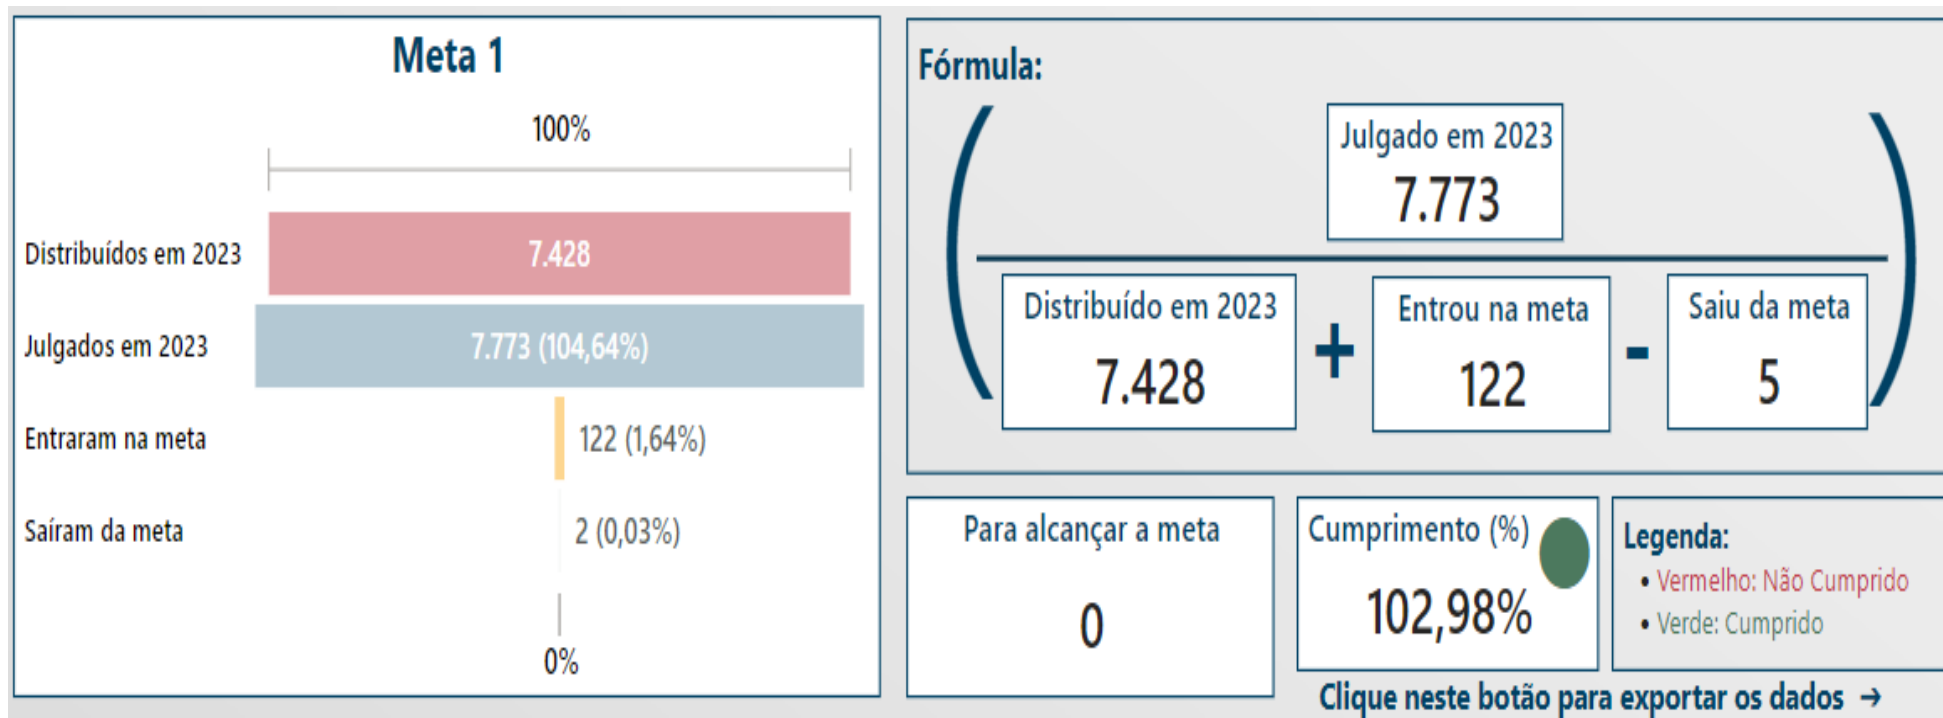 Meta 1
100%
Distribuídos em 2023
7.428
Julgados em 2023
7.773 (104,64%)
Entraram na meta
122 (1,64%)
Saíram da meta
2 (0,03%)
0%
Fórmula:
Julgado em 2023
7.773
Distribuído em 2023
7.428
+
Entrou na meta
122
-
Saiu da meta
5
Para alcançar a meta
0
Cumprimento (%)
102,98%
Legenda:
• Vermelho: Não Cumprido
• Verde: Cumprido
Clique neste botão para exportar os dados →